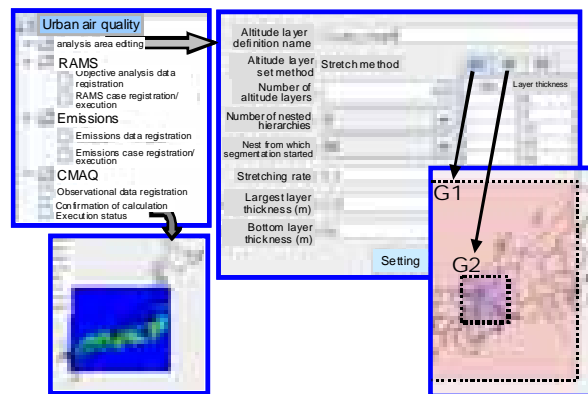 Urban air quality
analysis area editing
RAMS
Objective analysis data
registration
RAMS case registration/
execution
Emissions
Emissions data registration
Emissions case registration/
execution
CMAQ
Observational data registration
Confirmation of calculation
Execution status
Altitude layer
definition name
Altitude layer
set method
Stretch method
Number of
altitude layers
Layer thickness
Number of nested
hierarchies
Nest from which
segmentation started
Stretching rate
Largest layer
thickness (m)
Bottom layer
thickness (m)
Setting
G1
G2